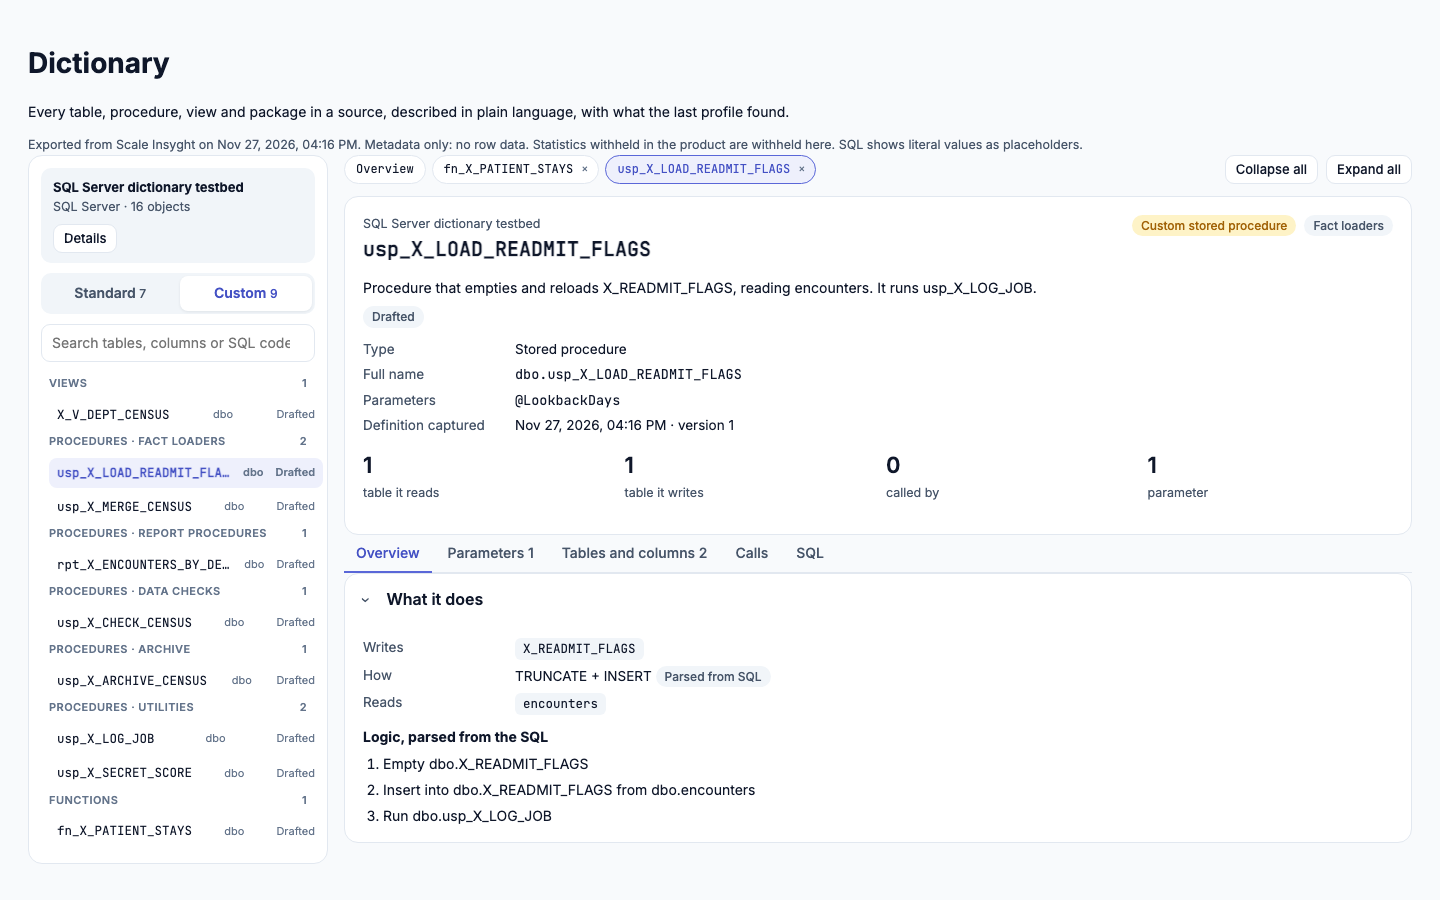 Dictionary
Every table, procedure, view and package in a source, described in plain language, with what the last profile found.
Exported from Scale Insyght on Nov 27, 2026, 04:16 PM. Metadata only: no row data. Statistics withheld in the product are withheld here. SQL shows literal values as placeholders.
SQL Server dictionary testbed
SQL Server · 16 objects
Details
Standard 7
Custom 9
Search tables, columns or SQL code
VIEWS 1
X_V_DEPT_CENSUS dbo Drafted
PROCEDURES · FACT LOADERS 2
usp_X_LOAD_READMIT_FLA… dbo Drafted
usp_X_MERGE_CENSUS dbo Drafted
PROCEDURES · REPORT PROCEDURES 1
rpt_X_ENCOUNTERS_BY_DE… dbo Drafted
PROCEDURES · DATA CHECKS 1
usp_X_CHECK_CENSUS dbo Drafted
PROCEDURES · ARCHIVE 1
usp_X_ARCHIVE_CENSUS dbo Drafted
PROCEDURES · UTILITIES 2
usp_X_LOG_JOB dbo Drafted
usp_X_SECRET_SCORE dbo Drafted
FUNCTIONS 1
fn_X_PATIENT_STAYS dbo Drafted
Overview
fn_X_PATIENT_STAYS ×
usp_X_LOAD_READMIT_FLAGS ×
Collapse all
Expand all
SQL Server dictionary testbed
usp_X_LOAD_READMIT_FLAGS
Custom stored procedure
Fact loaders
Procedure that empties and reloads X_READMIT_FLAGS, reading encounters. It runs usp_X_LOG_JOB.
Drafted
Type Stored procedure
Full name dbo.usp_X_LOAD_READMIT_FLAGS
Parameters @LookbackDays
Definition captured Nov 27, 2026, 04:16 PM · version 1
1 1 0 1
table it reads table it writes called by parameter
Overview Parameters 1 Tables and columns 2 Calls SQL
What it does
Writes X_READMIT_FLAGS
How TRUNCATE + INSERT Parsed from SQL
Reads encounters
Logic, parsed from the SQL
1. Empty dbo.X_READMIT_FLAGS
2. Insert into dbo.X_READMIT_FLAGS from dbo.encounters
3. Run dbo.usp_X_LOG_JOB